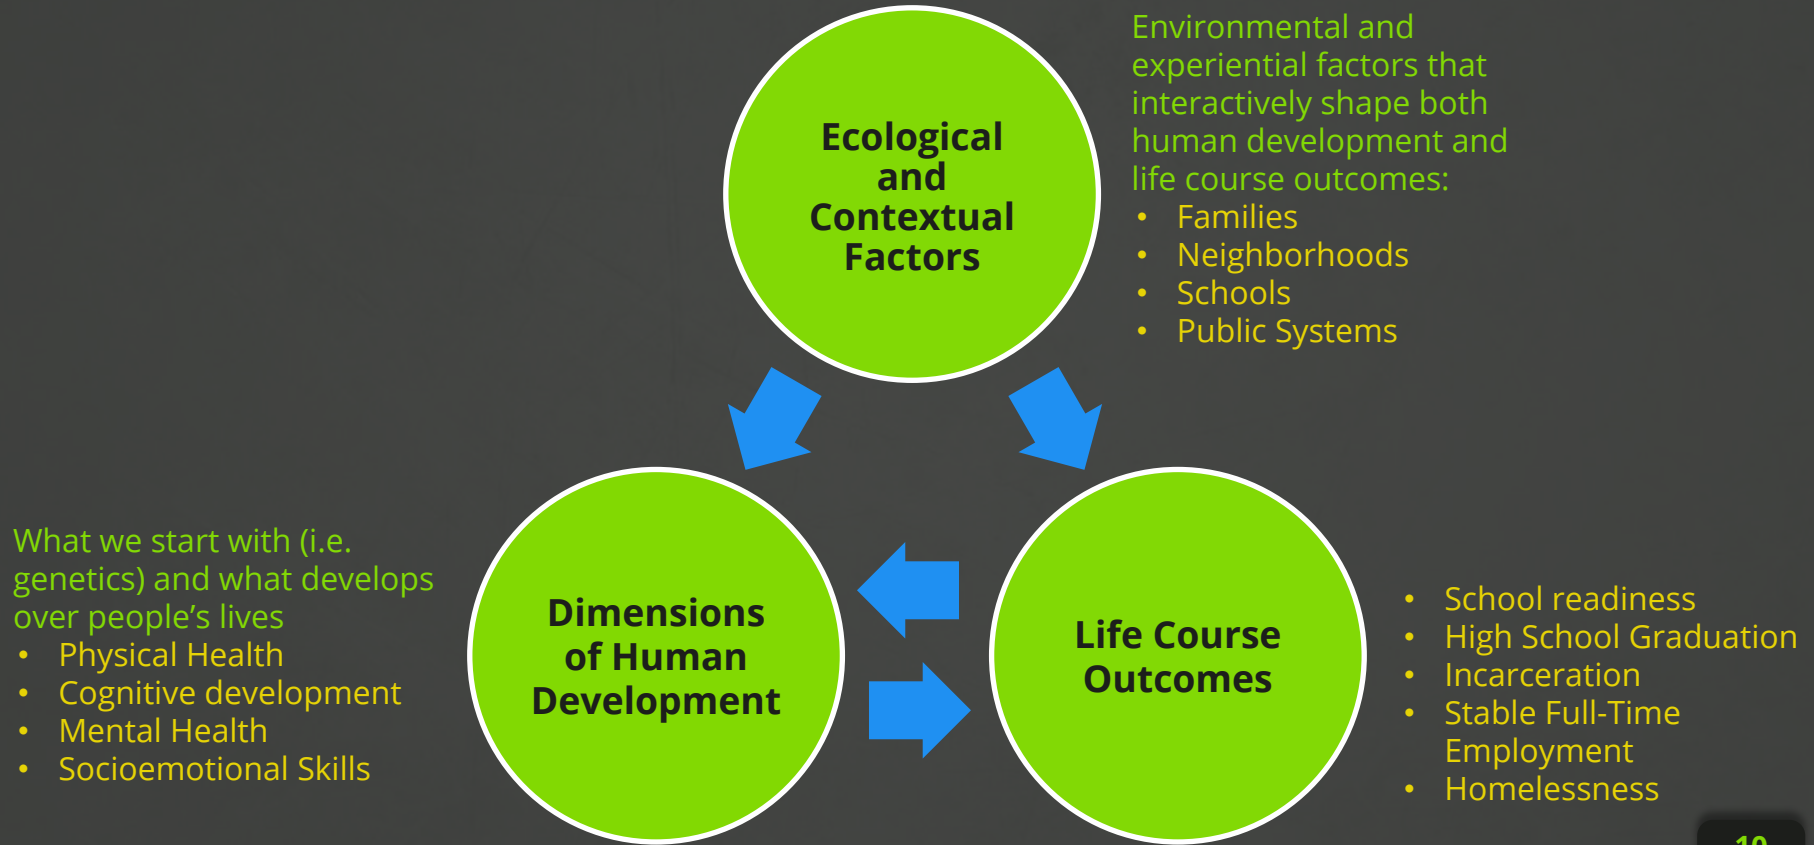 Ecological
and
Contextual
Factors
Environmental and
experiential factors that
interactively shape both
human development and
life course outcomes:
• Families
• Neighborhoods
• Schools
• Public Systems
What we start with (i.e.
genetics) and what develops
over people’s lives
• Physical Health
• Cognitive development
• Mental Health
• Socioemotional Skills
Dimensions
of Human
Development
Life Course
Outcomes
• School readiness
• High School Graduation
• Incarceration
• Stable Full-Time
Employment
• Homelessness
10